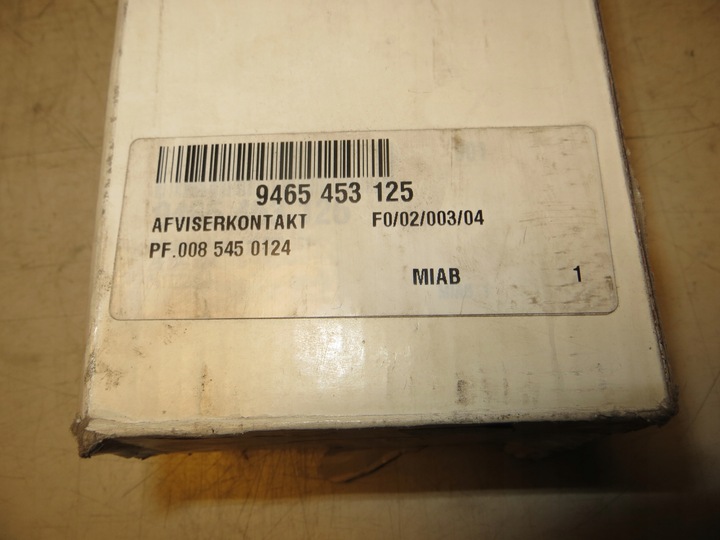 9465 453 125
AFVISERKONTAKT F0/02/003/04
PF.008 545 0124
MIAB 1